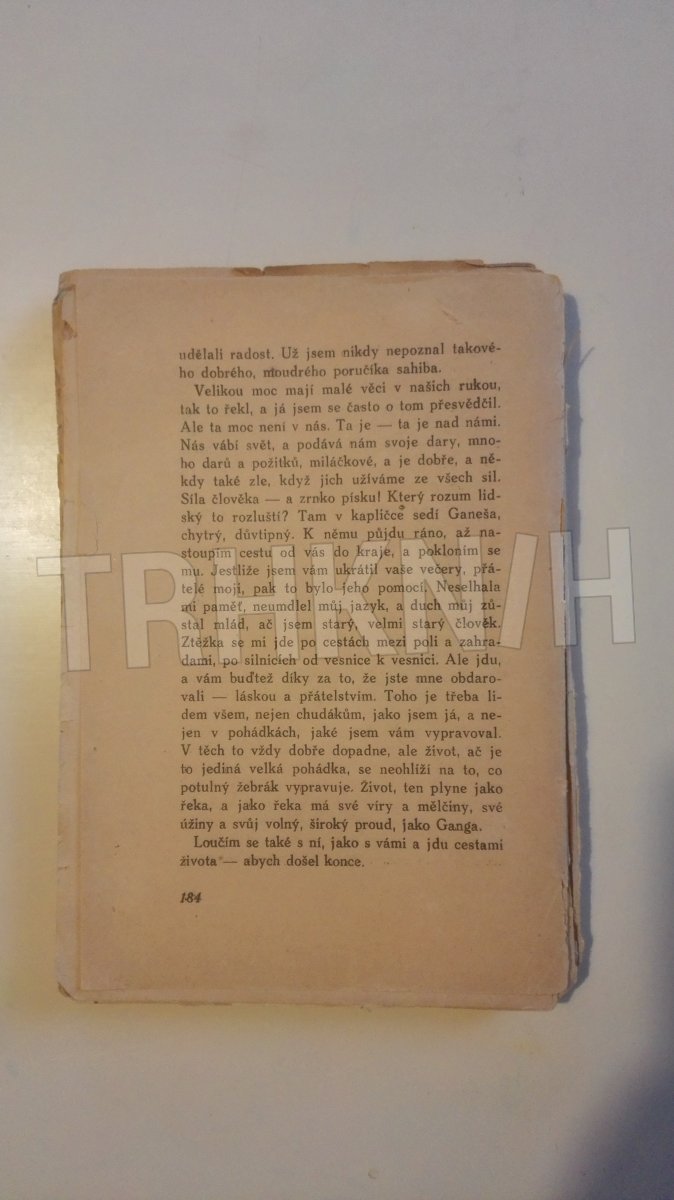 udělali radost. Už jsem nikdy nepoznal takové-
ho dobrého, moudrého poručíka sahiba.
Velikou moc mají malé věci v našich rukou,
tak to řekl, a já jsem se často o tom přesvědčil.
Ale ta moc není v nás. Ta je — ta je nad námi.
Nás vábí svět, a podává nám svoje dary, mno-
ho darů a požitků, miláčkové, a je dobře, a ně-
kdy také zle, když jich užíváme ze všech sil.
Síla člověka — a zrnko písku! Který rozum lid-
ský to rozluští? Tam v kapličce sedí Ganeša,
chytrý, důvtipný. K němu půjdu ráno, až na-
stoupím cestu od vás do kraje, a pokloním se
mu. Jestliže jsem vám ukrátil vaše večery, přá-
telé moji, pak to bylo jeho pomocí. Neselhala
mi paměť, neumdlel můj jazyk, a duch můj zů-
stal mlád, ač jsem starý, velmi starý člověk.
Ztěžka se mi jde po cestách mezi poli a zahra-
dami, po silnicích od vesnice k vesnici. Ale jdu,
a vám buďtež díky za to, že jste mne obdaro-
vali — láskou a přátelstvím. Toho je třeba li-
dem všem, nejen chudákům, jako jsem já, a ne-
jen v pohádkách, jaké jsem vám vypravoval.
V těch to vždy dobře dopadne, ale život, ač je
to jediná velká pohádka, se neohlíží na to, co
potulný žebrák vypravuje. Život, ten plyne jako
řeka, a jako řeka má své víry a mělčiny, své
úžiny a svůj volný, široký proud, jako Ganga.
Loučím se také s ní, jako s vámi a jdu cestami
života — abych došel konce.
184
TRHKNIH